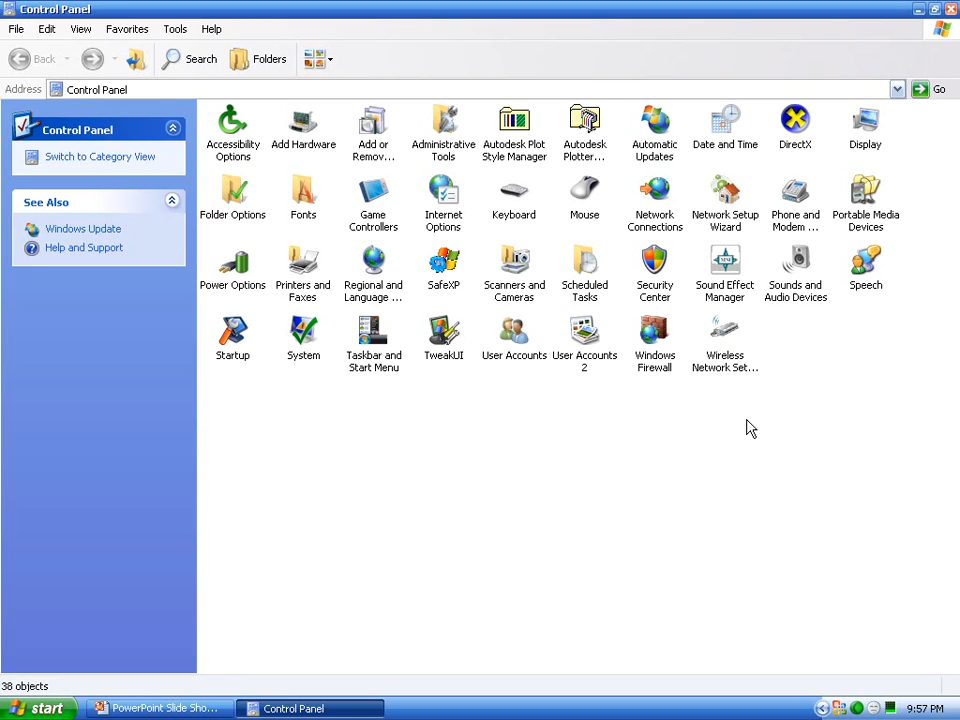 Control Panel
File Edit View Favorites Tools Help
Back Search Folders
Address Control Panel Go
Control Panel
Switch to Category View
See Also
Windows Update
Help and Support
Accessibility Options
Add Hardware
Add or Remov...
Administrative Tools
Autodesk Plot Style Manager
Autodesk Plotter...
Automatic Updates
Date and Time
DirectX
Display
Folder Options
Fonts
Game Controllers
Internet Options
Keyboard
Mouse
Network Connections
Network Setup Wizard
Phone and Modem ...
Portable Media Devices
Power Options
Printers and Faxes
Regional and Language ...
SafeXP
Scanners and Cameras
Scheduled Tasks
Security Center
Sound Effect Manager
Sounds and Audio Devices
Speech
Startup
System
Taskbar and Start Menu
TweakUI
User Accounts
User Accounts 2
Windows Firewall
Wireless Network Set...
38 objects
start PowerPoint Slide Sho... Control Panel 9:57 PM